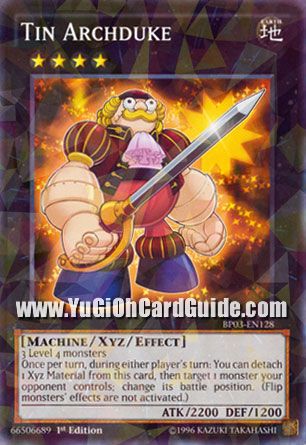 TIN ARCHDUKE
EARTH
地
www.YuGiOhCardGuide.com
BP03-EN128
[MACHINE/XYZ/EFFECT]
3 Level 4 monsters
Once per turn, during either player's turn: You can detach
1 Xyz Material from this card, then target 1 monster your
opponent controls; change its battle position. (Flip
monsters' effects are not activated.)
ATK/2200 DEF/1200
66506689 1st Edition ©1996 KAZUKI TAKAHASHI